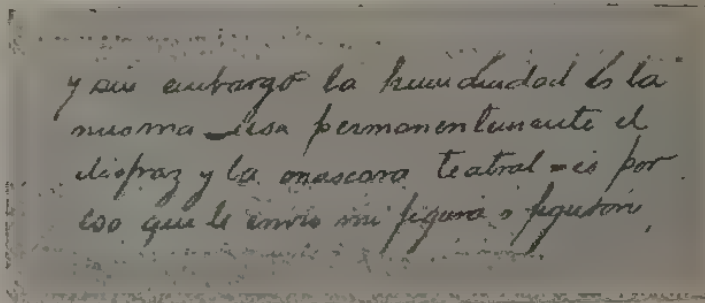 y sin embargo la humanidad es la
misma – usa permanentemente el
disfraz y la mascara teatral – es por
eso que le envio mi figura o figuron,